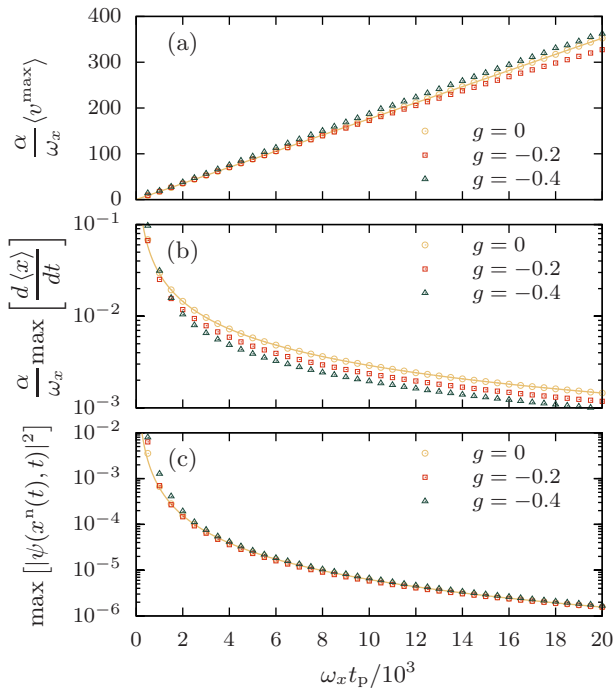 (a)
α/ω_x ⟨v^max⟩
400
300
200
100
0
g = 0
g = −0.2
g = −0.4
(b)
α/ω_x max [d⟨x⟩/dt]
10^−1
10^−2
10^−3
g = 0
g = −0.2
g = −0.4
(c)
max [|ψ(x^n(t), t)|^2]
10^−2
10^−3
10^−4
10^−5
10^−6
g = 0
g = −0.2
g = −0.4
0 2 4 6 8 10 12 14 16 18 20
ω_x t_p/10^3